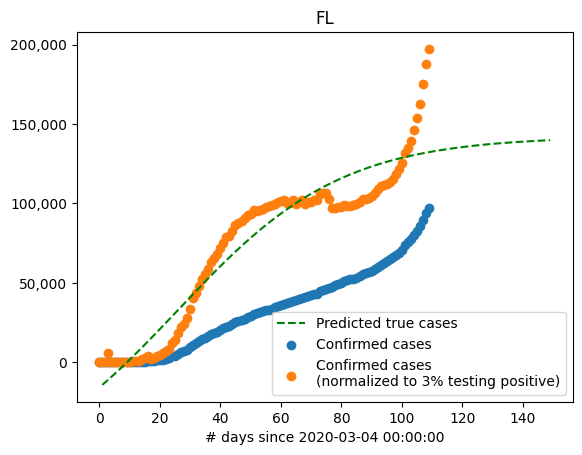 FL
200,000
150,000
100,000
50,000
0
Predicted true cases
Confirmed cases
Confirmed cases
(normalized to 3% testing positive)
0 20 40 60 80 100 120 140
# days since 2020-03-04 00:00:00